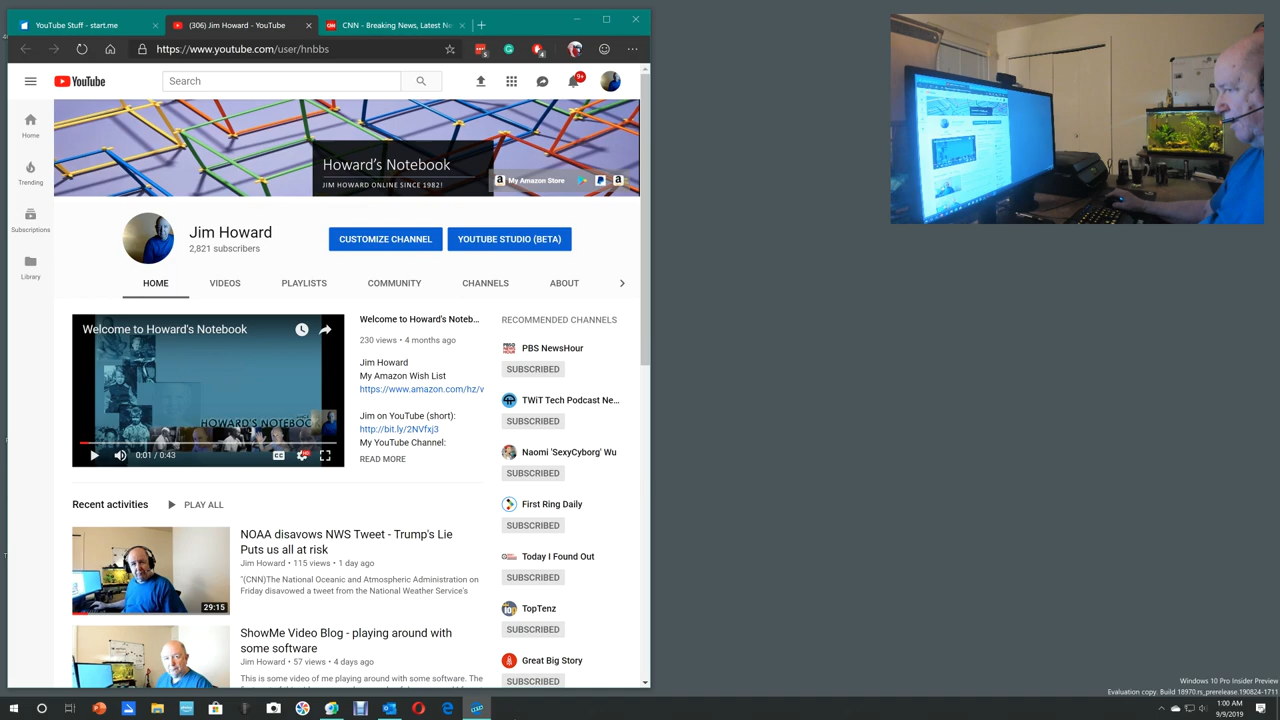 YouTube Stuff - start.me
(306) Jim Howard - YouTube
CNN - Breaking News, Latest Ne
https://www.youtube.com/user/hnbbs
YouTube
Search
9+
Home
Trending
Subscriptions
Library
Howard's Notebook
JIM HOWARD ONLINE SINCE 1982!
My Amazon Store
Jim Howard
2,821 subscribers
CUSTOMIZE CHANNEL
YOUTUBE STUDIO (BETA)
HOME VIDEOS PLAYLISTS COMMUNITY CHANNELS ABOUT
Welcome to Howard's Notebook
HOWARD'S NOTEBOC
0:01 / 0:43
Welcome to Howard's Noteb...
230 views • 4 months ago
Jim Howard
My Amazon Wish List
https://www.amazon.com/hz/v
Jim on YouTube (short):
http://bit.ly/2NVfxj3
My YouTube Channel:
READ MORE
RECOMMENDED CHANNELS
PBS NewsHour
SUBSCRIBED
TWiT Tech Podcast Ne...
SUBSCRIBED
Naomi 'SexyCyborg' Wu
SUBSCRIBED
First Ring Daily
SUBSCRIBED
Today I Found Out
SUBSCRIBED
TopTenz
SUBSCRIBED
Great Big Story
SUBSCRIBED
Recent activities
PLAY ALL
29:15
NOAA disavows NWS Tweet - Trump's Lie
Puts us all at risk
Jim Howard • 115 views • 1 day ago
"(CNN)The National Oceanic and Atmospheric Administration on
Friday disavowed a tweet from the National Weather Service's
ShowMe Video Blog - playing around with
some software
Jim Howard • 57 views • 4 days ago
This is some video of me playing around with some software. The
Windows 10 Pro Insider Preview
Evaluation copy. Build 18970.rs_prerelease.190824-1711
1:00 AM
9/9/2019